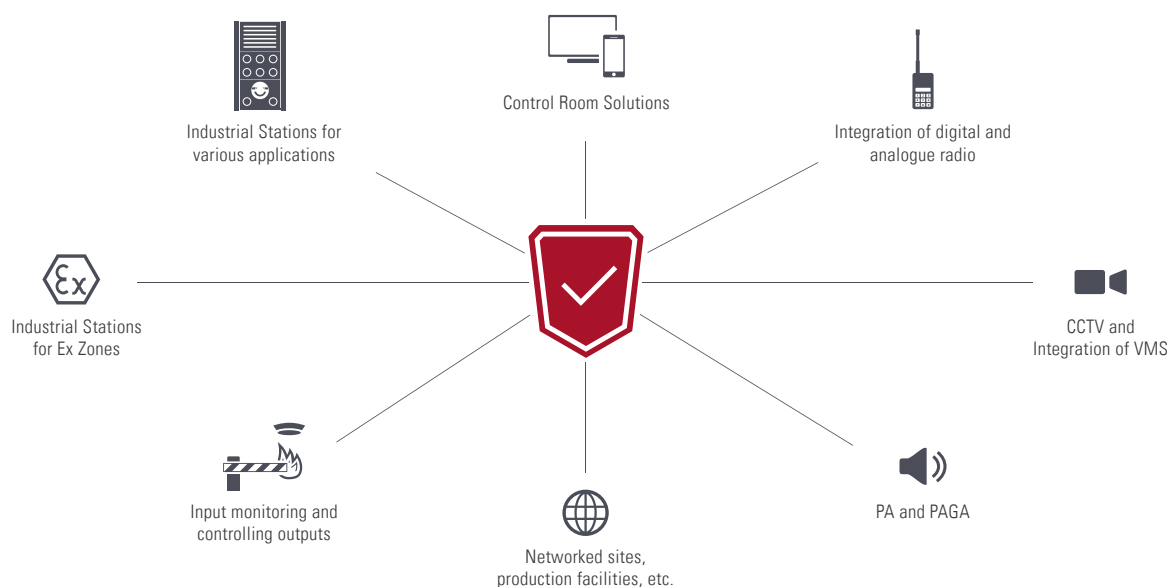 Control Room Solutions
Industrial Stations for
various applications
Integration of digital and
analogue radio
Ex
Industrial Stations
for Ex Zones
CCTV and
Integration of VMS
Input monitoring and
controlling outputs
PA and PAGA
Networked sites,
production facilities, etc.